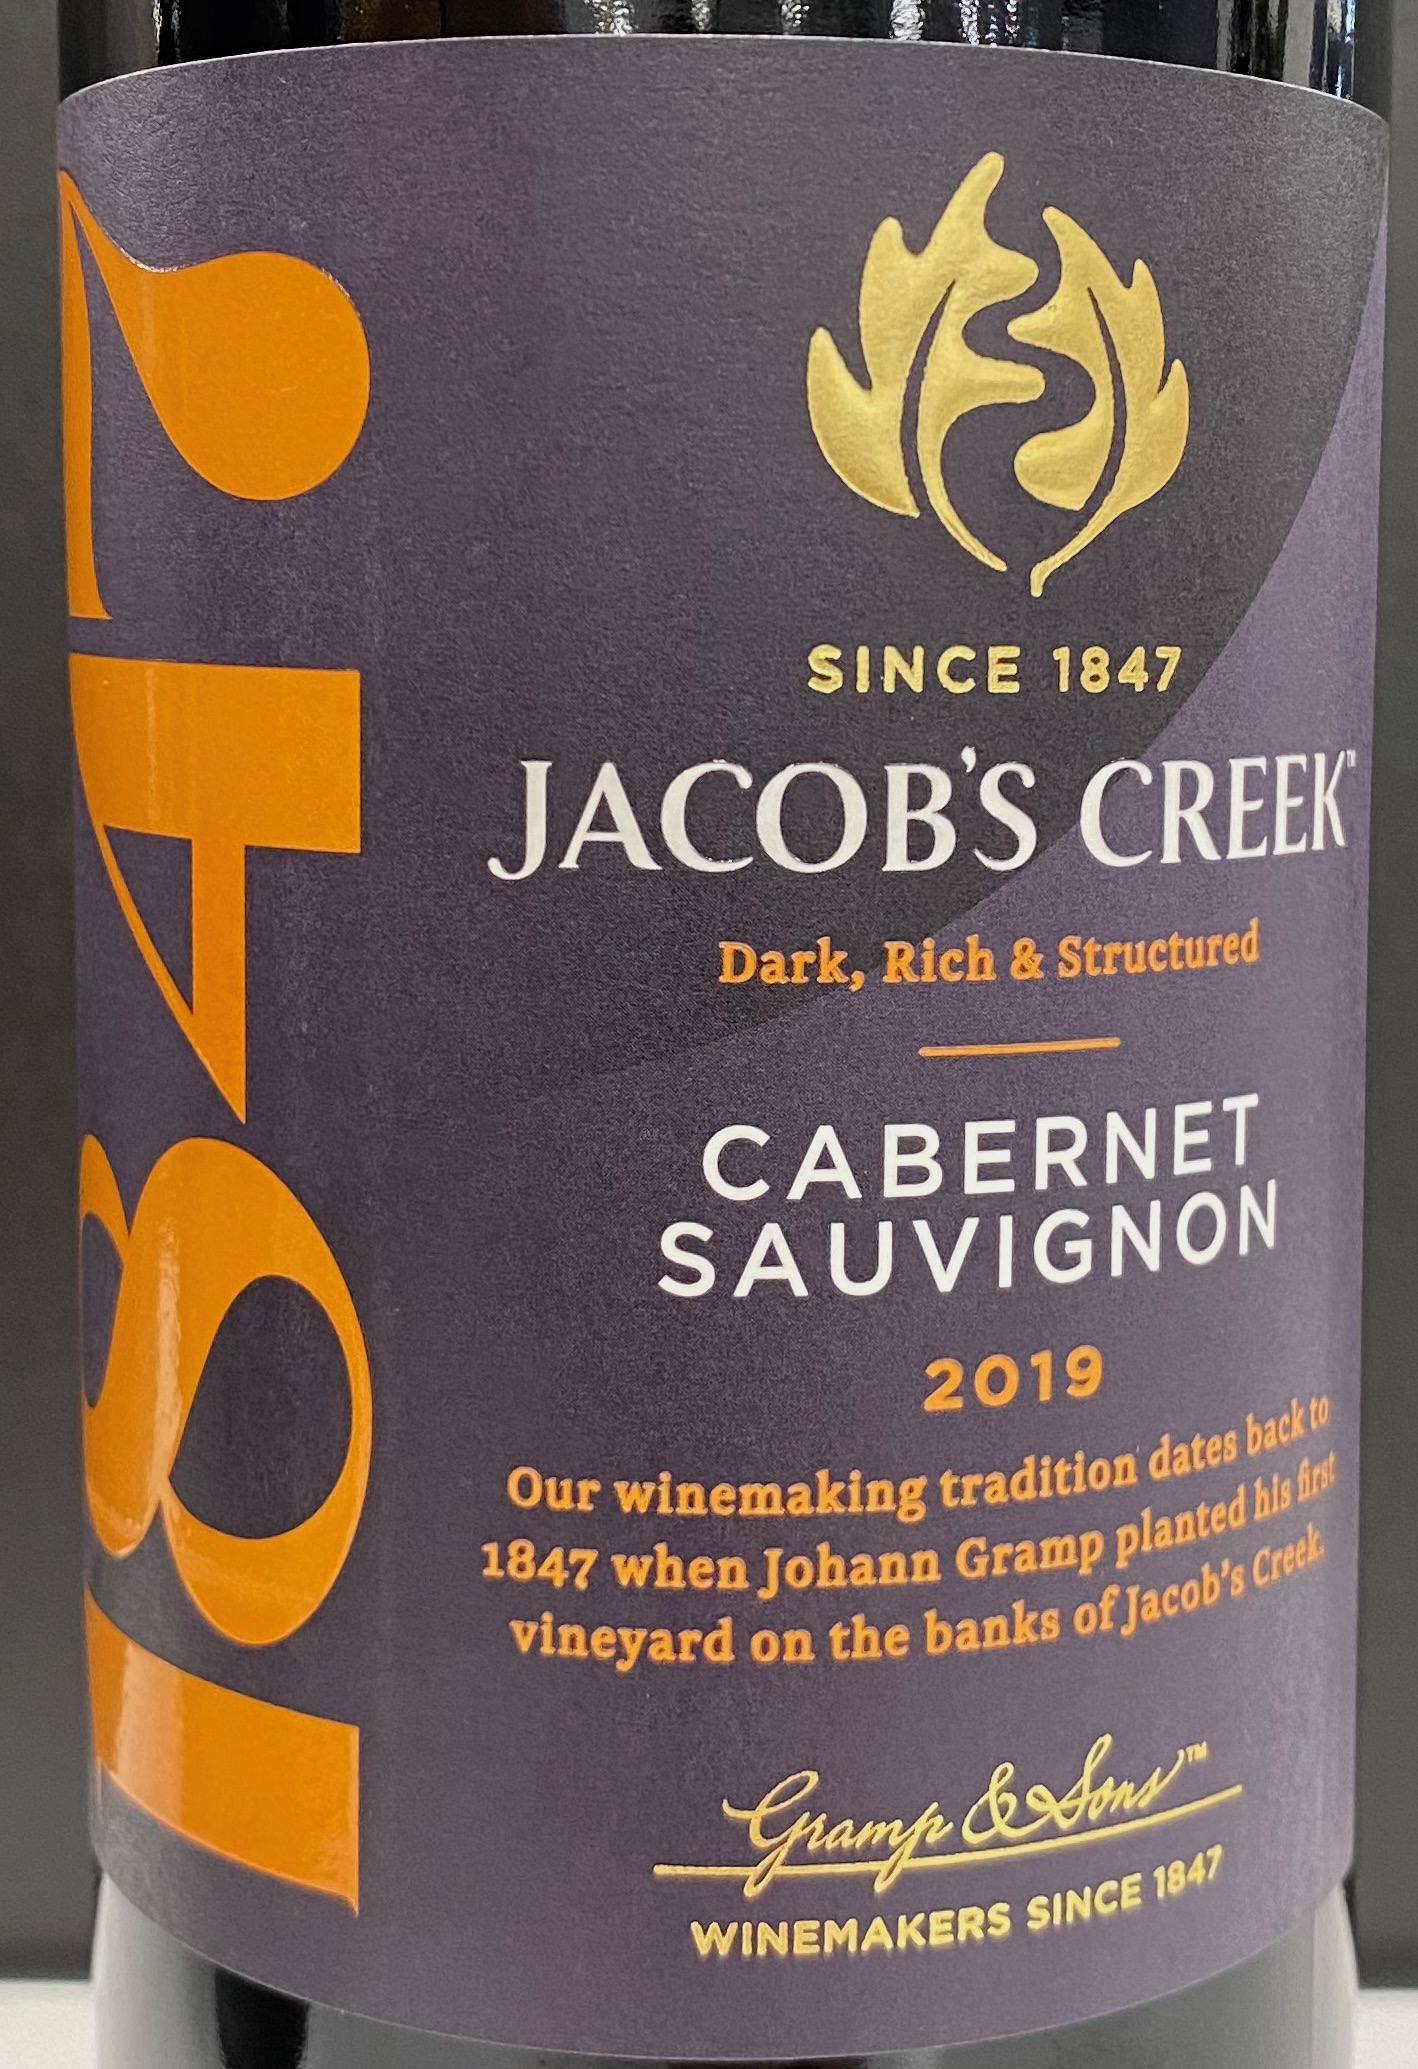 1847
SINCE 1847
JACOB'S CREEK™
Dark, Rich & Structured
CABERNET
SAUVIGNON
2019
Our winemaking tradition dates back to
1847 when Johann Gramp planted his first
vineyard on the banks of Jacob's Creek.
Gramp & Sons™
WINEMAKERS SINCE 1847